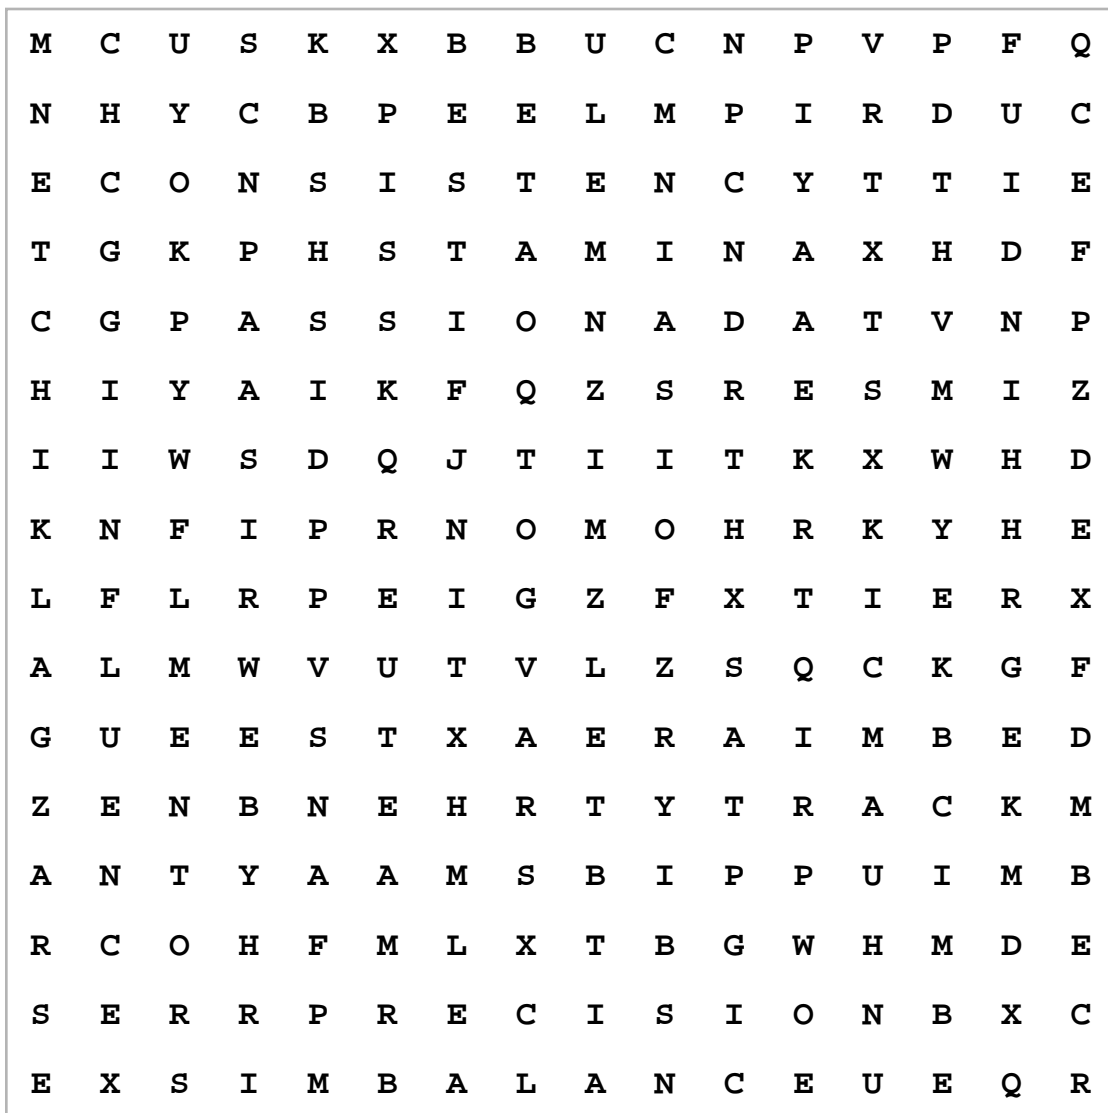 M C U S K X B B U C N P V P F Q
N H Y C B P E E L M P I R D U C
E C O N S I S T E N C Y T T I E
T G K P H S T A M I N A X H D F
C G P A S S I O N A D A T V N P
H I Y A I K F Q Z S R E S M I Z
I I W S D Q J T I I T K X W H D
K N F I P R N O M O H R K Y H E
L F L R P E I G Z F X T I E R X
A L M W V U T V L Z S Q C K G F
G U E E S T X A E R A I M B E D
Z E N B N E H R T Y T R A C K M
A N T Y A A M S B I P P U I M B
R C O H F M L X T B G W H M D E
S E R R P R E C I S I O N B X C
E X S I M B A L A N C E U E Q R